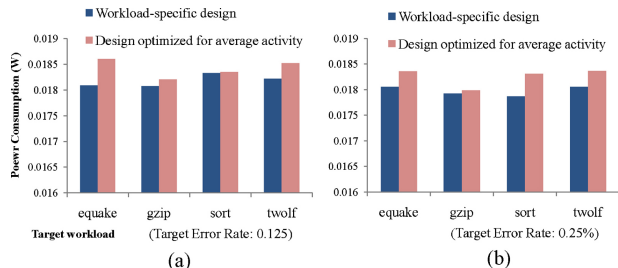 Workload-specific design
Design optimized for average activity
Poewr Consumption (W)
0.019
0.0185
0.018
0.0175
0.017
0.0165
0.016
equake gzip sort twolf
Target workload (Target Error Rate: 0.125)
(a)
Workload-specific design
Design optimized for average activity
0.019
0.0185
0.018
0.0175
0.017
0.0165
0.016
equake gzip sort twolf
(Target Error Rate: 0.25%)
(b)